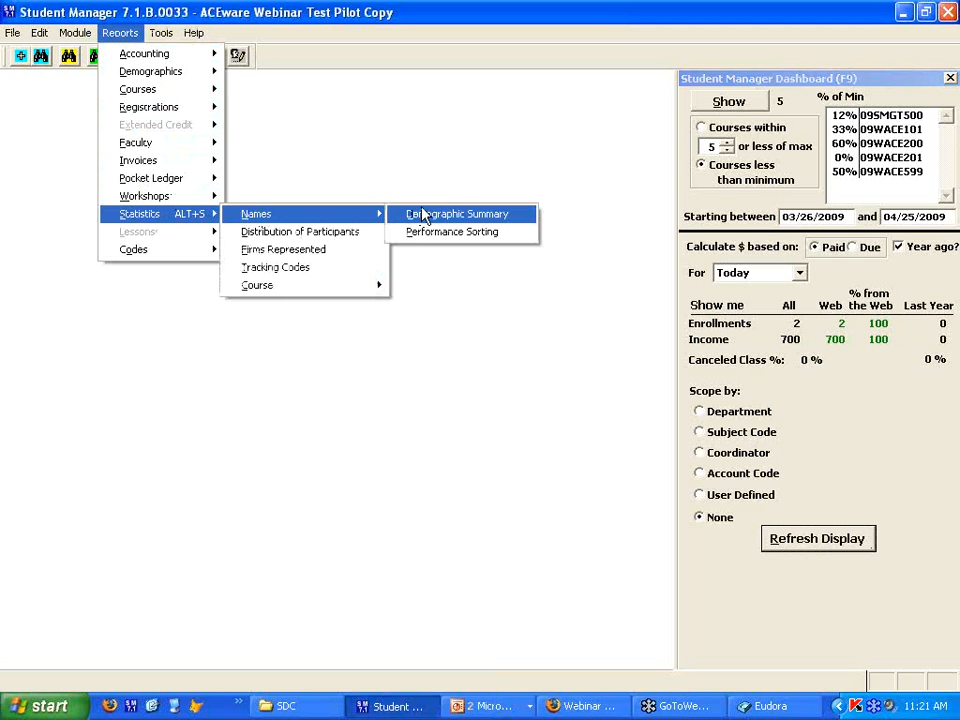 Student Manager 7.1.B.0033 - ACEware Webinar Test Pilot Copy
File Edit Module Reports Tools Help
Accounting
Demographics
Courses
Registrations
Extended Credit
Faculty
Invoices
Pocket Ledger
Workshops
Statistics ALT+S
Lessons
Codes
Names
Distribution of Participants
Firms Represented
Tracking Codes
Course
Demographic Summary
Performance Sorting
Student Manager Dashboard (F9)
Show 5 % of Min
Courses within
5 or less of max
Courses less
than minimum
12% 09SMGT500
33% 09WACE101
60% 09WACE200
0% 09WACE201
50% 09WACE599
Starting between 03/26/2009 and 04/25/2009
Calculate $ based on: Paid Due Year ago?
For Today
Show me All Web % from the Web Last Year
Enrollments 2 2 100 0
Income 700 700 100 0
Canceled Class %: 0 % 0 %
Scope by:
Department
Subject Code
Coordinator
Account Code
User Defined
None
Refresh Display
start SDC Student ... 2 Micro... Webinar ... GoToWe... Eudora 11:21 AM